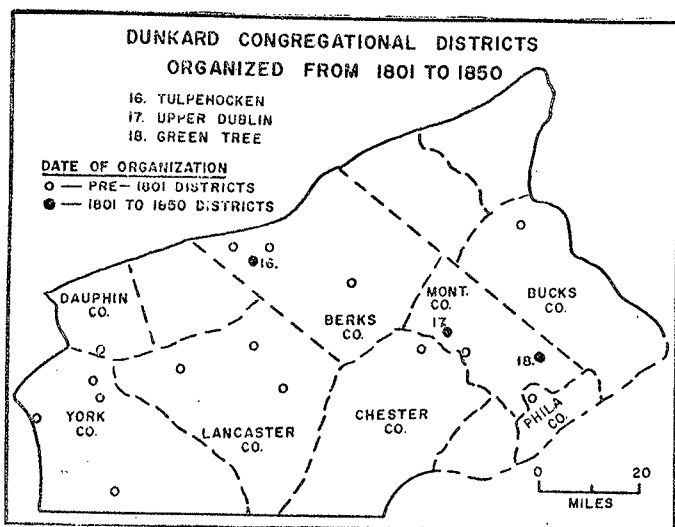 DUNKARD CONGREGATIONAL DISTRICTS
ORGANIZED FROM 1801 TO 1850
16. TULPEHOCKEN
17. UPPER DUBLIN
18. GREEN TREE
DATE OF ORGANIZATION
O — PRE-1801 DISTRICTS
● — 1801 TO 1850 DISTRICTS
16.
DAUPHIN
CO.
BERKS
CO.
MONT.
CO.
17.
BUCKS
CO.
18.
YORK
CO.
LANCASTER
CO.
CHESTER
CO.
PHILA
CO.
0 20
MILES